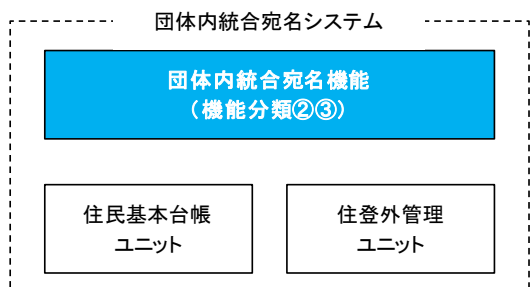 団体内統合宛名システム
団体内統合宛名機能
(機能分類②③)
住民基本台帳
ユニット
住登外管理
ユニット